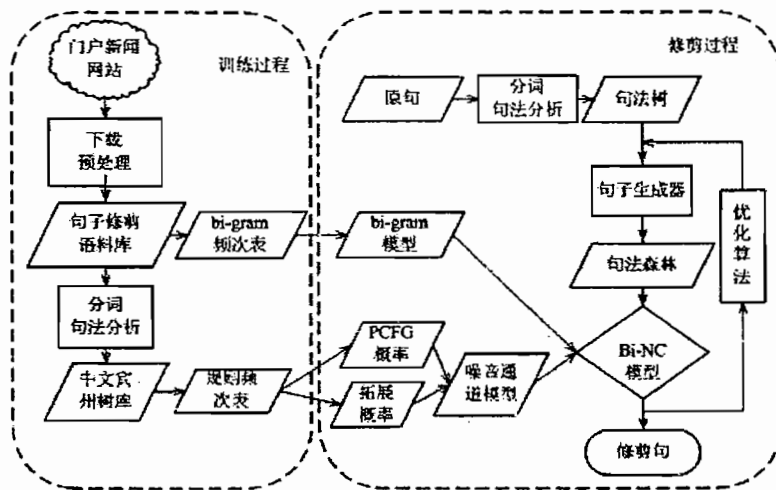 门户新闻
网站
训练过程
下载
预处理
句子修剪
语料库
bi-gram
频次表
分词
句法分析
州树库
规则频
次表
修剪过程
原句
分词
句法分析
句法树
句子生成器
优化算法
bi-gram
模型
句法森林
PCFG
概率
拓展
概率
噪音通
道模型
Bi-NC
模型
修剪句